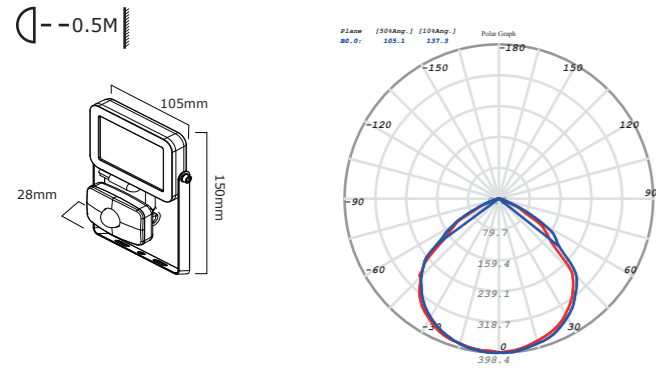 0.5M
105mm
150mm
28mm
Plane [50%Ang.] [10%Ang.]
B0.0: 105.1 137.3
Polar Graph
-180
-150 150
-120 120
-90 90
79.7
-60 60
159.4
239.1
-30 30
318.7
0
398.4